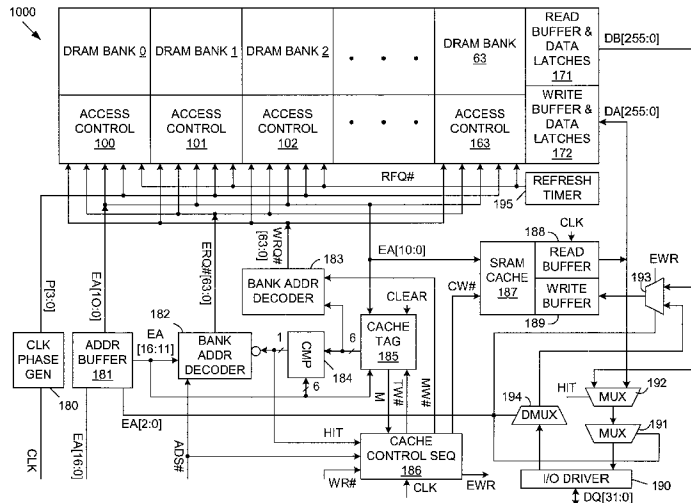 1000
DRAM BANK 0
DRAM BANK 1
DRAM BANK 2
DRAM BANK
63
READ
BUFFER &
DATA
LATCHES
171
DB[255:0]
ACCESS
CONTROL
100
ACCESS
CONTROL
101
ACCESS
CONTROL
102
ACCESS
CONTROL
163
WRITE
BUFFER
& DATA
LATCHES
172
DA[255:0]
RFQ#
REFRESH
TIMER
195
P[3:0]
EA[10:0]
ERQ#[63:0]
WRQ#
[63:0]
183
EA[10:0]
188
CLK
BANK ADDR
DECODER
CLEAR
CW#
SRAM
CACHE
187
READ
BUFFER
WRITE
BUFFER
189
193
EWR
182
EA
[16:11]
CLK
PHASE
GEN
180
ADDR
BUFFER
181
BANK
ADDR
DECODER
1
CMP
184
6
6
CACHE
TAG
185
EA[2:0]
M
TW#
MW#
194
DMUX
HIT
MUX
192
MUX
191
HIT
ADS#
CACHE
CONTROL SEQ
186
WR#
CLK
EWR
CLK
EA[16:0]
I/O DRIVER
190
DQ[31:0]